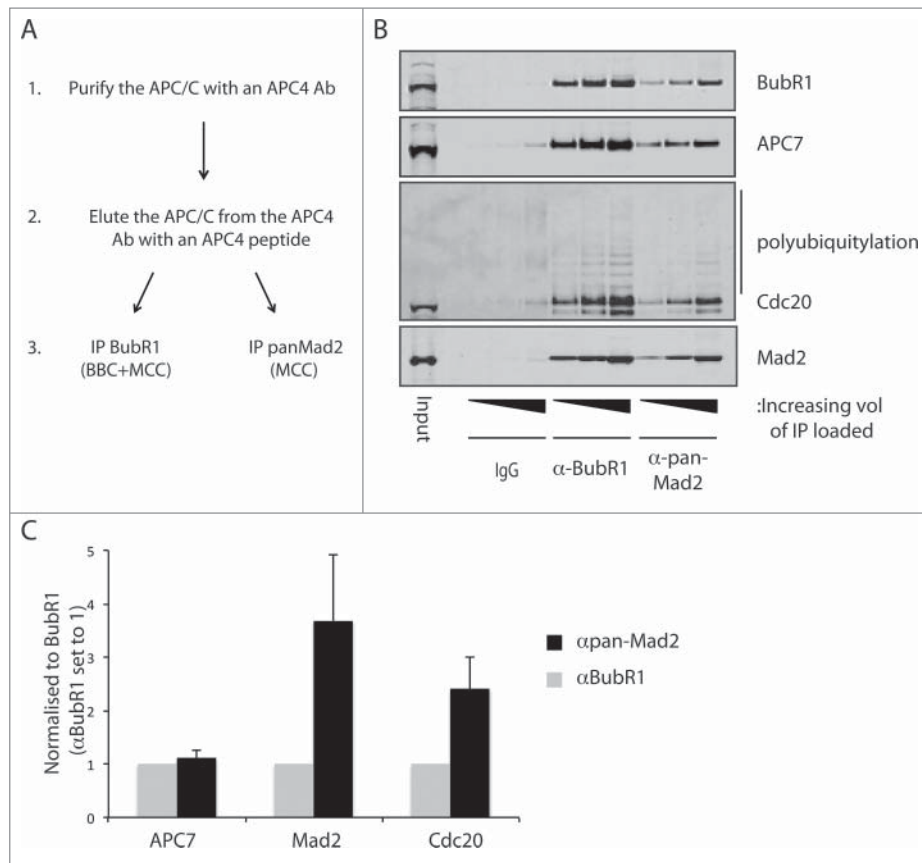 A
1. Purify the APC/C with an APC4 Ab
2. Elute the APC/C from the APC4
Ab with an APC4 peptide
3. IP BubR1
(BBC+MCC)
IP panMad2
(MCC)
B
BubR1
APC7
polyubiquitylation
Cdc20
Mad2
Input
:Increasing vol
of IP loaded
IgG
α-BubR1
α-pan-
Mad2
C
Normalised to BubR1
(αBubR1 set to 1)
5
4
3
2
1
0
APC7
Mad2
Cdc20
αpan-Mad2
αBubR1